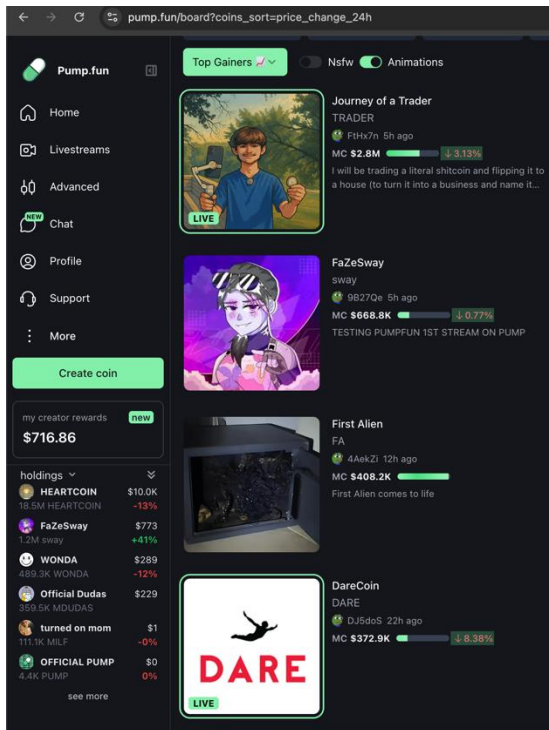 pump.fun/board?coins_sort=price_change_24h
Pump.fun
Home
Livestreams
Advanced
NEW
Chat
Profile
Support
More
Create coin
my creator rewards new
$716.86
holdings
HEARTCOIN $10.0K
18.5M HEARTCOIN -13%
FaZeSway $773
1.2M sway +41%
WONDA $289
489.3K WONDA -12%
Official Dudas $229
359.5K MDUDAS
turned on mom $1
111.1K MILF -0%
OFFICIAL PUMP $0
4.4K PUMP 0%
see more
Top Gainers Nsfw Animations
LIVE
Journey of a Trader
TRADER
FtHx7n 5h ago
MC $2.8M ↓ 3.13%
I will be trading a literal shitcoin and flipping it to
a house (to turn it into a business and name it...
FaZeSway
sway
9B27Qe 5h ago
MC $668.8K ↓ 0.77%
TESTING PUMPFUN 1ST STREAM ON PUMP
First Alien
FA
4AekZi 12h ago
MC $408.2K
First Alien comes to life
DARE
LIVE
DareCoin
DARE
DJ5doS 22h ago
MC $372.9K ↓ 8.38%